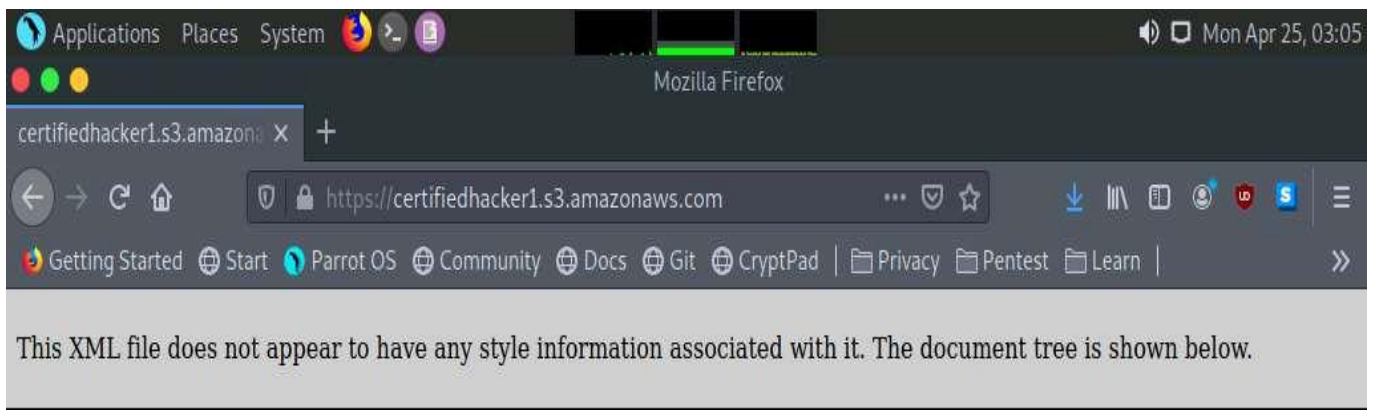 Applications Places System Mon Apr 25, 03:05
Mozilla Firefox
certifiedhacker1.s3.amazona
https://certifiedhacker1.s3.amazonaws.com
Getting Started Start Parrot OS Community Docs Git CryptPad Privacy Pentest Learn
This XML file does not appear to have any style information associated with it. The document tree is shown below.